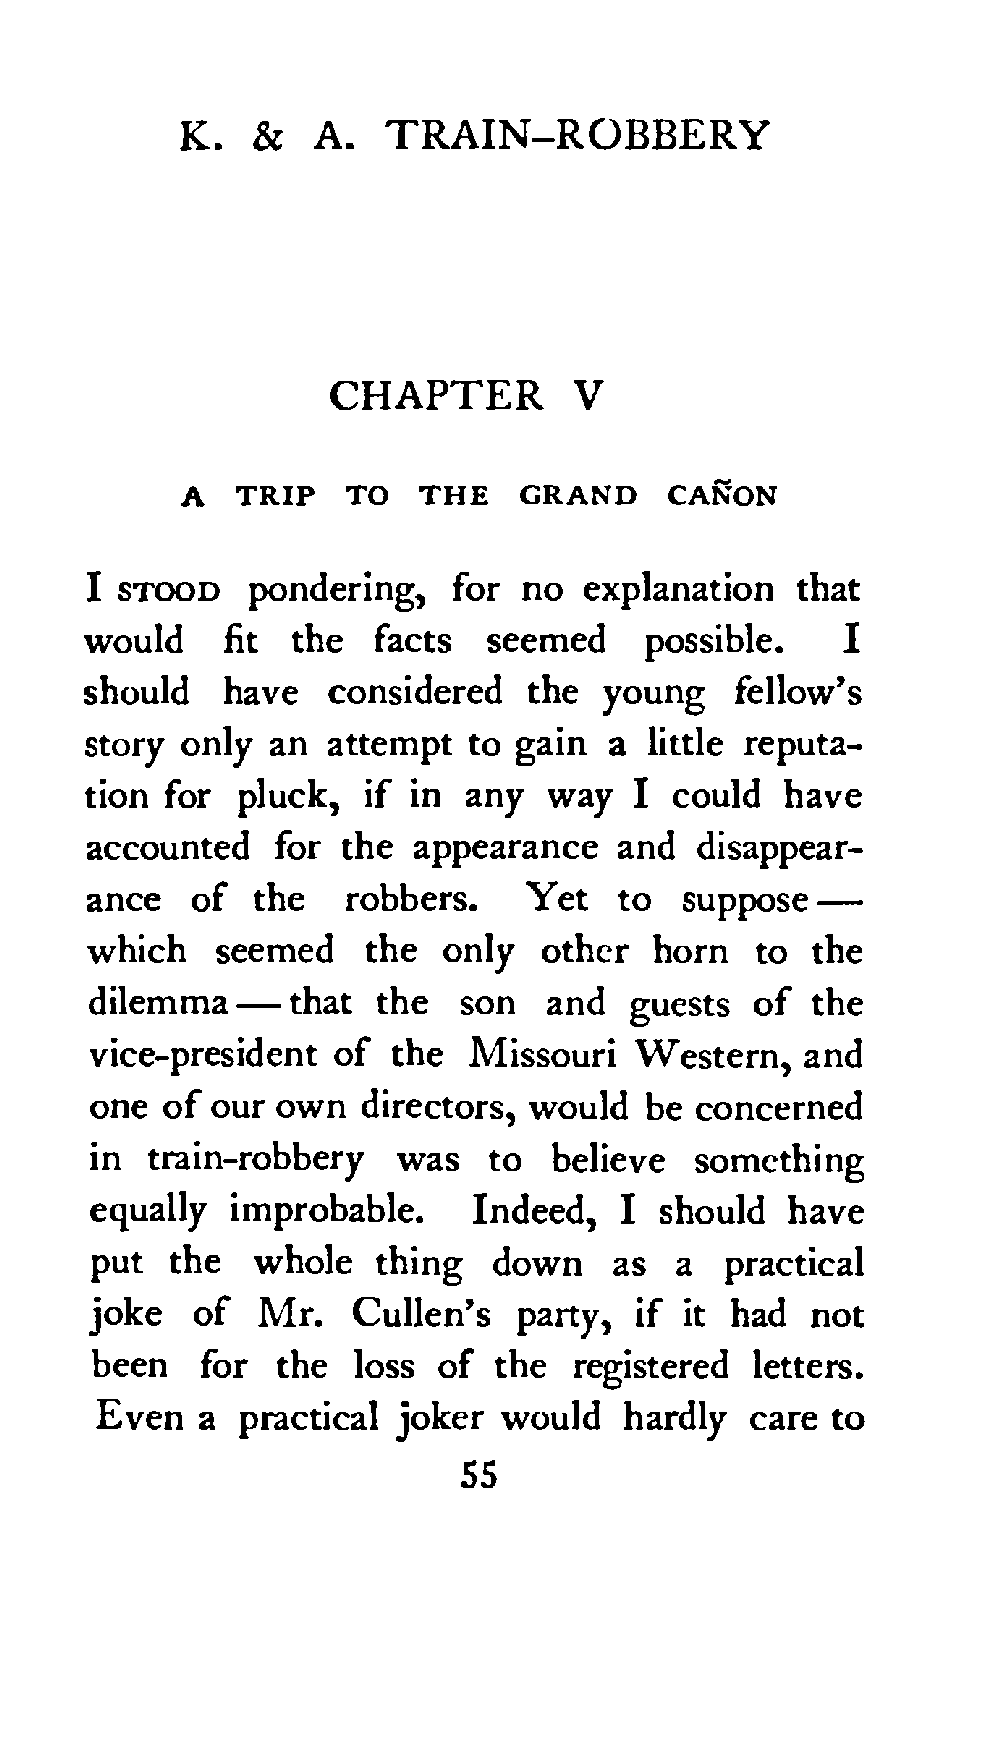 K. & A. TRAIN-ROBBERY
CHAPTER V
A TRIP TO THE GRAND CAÑON
I STOOD pondering, for no explanation that
would fit the facts seemed possible. I
should have considered the young fellow's
story only an attempt to gain a little reputa-
tion for pluck, if in any way I could have
accounted for the appearance and disappear-
ance of the robbers. Yet to suppose —
which seemed the only other horn to the
dilemma — that the son and guests of the
vice-president of the Missouri Western, and
one of our own directors, would be concerned
in train-robbery was to believe something
equally improbable. Indeed, I should have
put the whole thing down as a practical
joke of Mr. Cullen's party, if it had not
been for the loss of the registered letters.
Even a practical joker would hardly care to
55